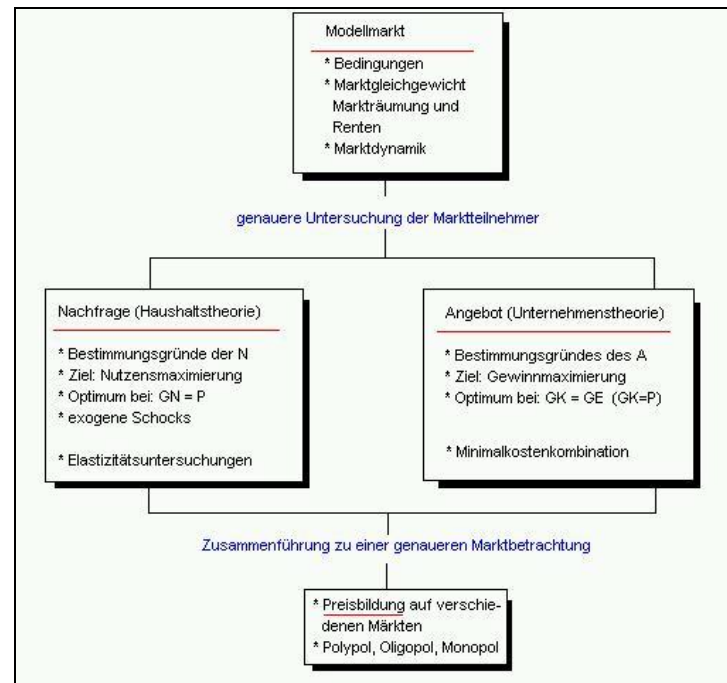 Modellmarkt
* Bedingungen
* Marktgleichgewicht
Markträumung und
Renten
* Marktdynamik
genauere Untersuchung der Marktteilnehmer
Nachfrage (Haushaltstheorie)
* Bestimmungsgründe der N
* Ziel: Nutzensmaximierung
* Optimum bei: GN = P
* exogene Schocks
* Elastizitätsuntersuchungen
Angebot (Unternehmenstheorie)
* Bestimmungsgründes des A
* Ziel: Gewinnmaximierung
* Optimum bei: GK = GE (GK=P)
* Minimalkostenkombination
Zusammenführung zu einer genaueren Marktbetrachtung
* Preisbildung auf verschie-
denen Märkten
* Polypol, Oligopol, Monopol